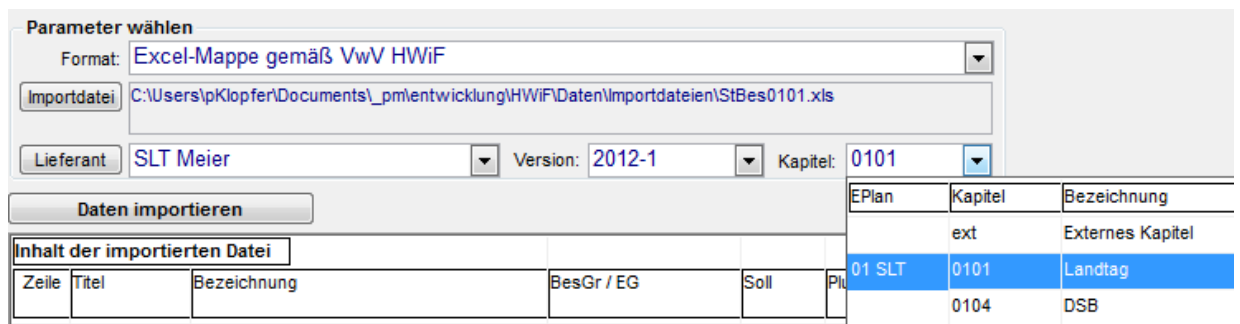 Parameter wählen
Format: Excel-Mappe gemäß VwV HWiF
Importdatei C:\Users\pKlopfer\Documents\_pm\entwicklung\HWiF\Daten\Importdateien\StBes0101.xls
Lieferant SLT Meier Version: 2012-1 Kapitel: 0101
Daten importieren
EPlan Kapitel Bezeichnung
ext Externes Kapitel
01 SLT 0101 Landtag
0104 DSB
Inhalt der importierten Datei
Zeile Titel Bezeichnung BesGr / EG Soll